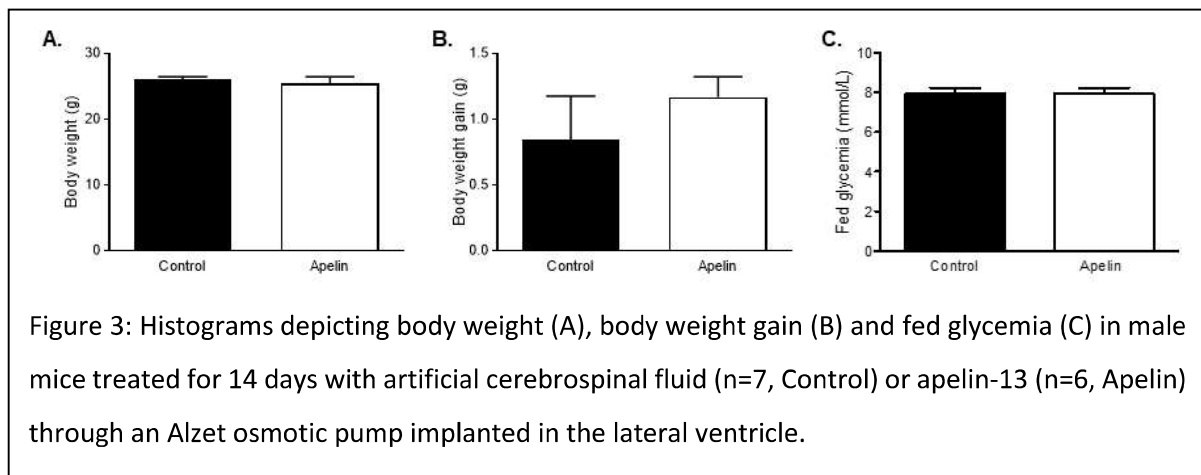 A.
30
20
10
0
Body weight (g)
Control Apelin
B.
1.5
1.0
0.5
0.0
Body weight gain (g)
Control Apelin
C.
10
8
6
4
2
0
Fed glycemia (mmol/L)
Control Apelin
Figure 3: Histograms depicting body weight (A), body weight gain (B) and fed glycemia (C) in male
mice treated for 14 days with artificial cerebrospinal fluid (n=7, Control) or apelin-13 (n=6, Apelin)
through an Alzet osmotic pump implanted in the lateral ventricle.